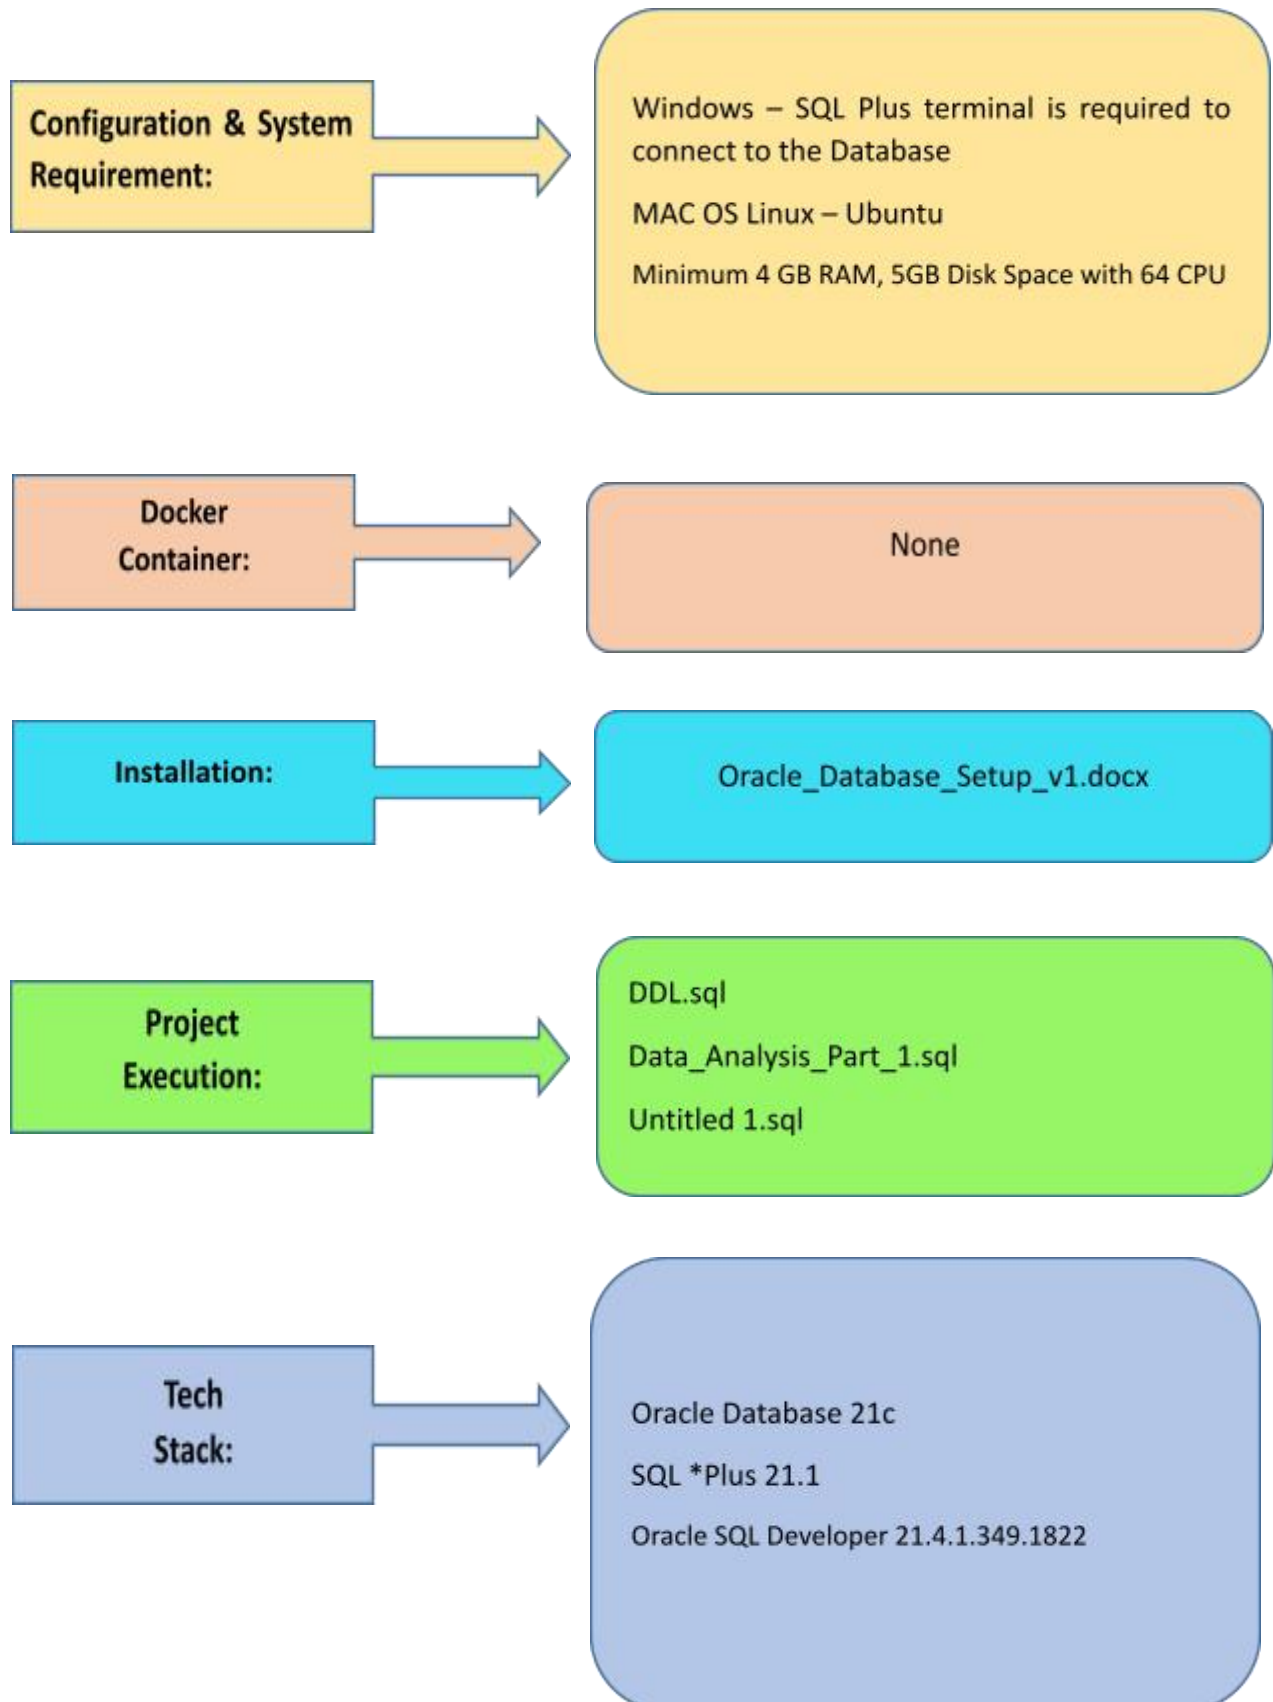 Configuration & System
Requirement:
Windows – SQL Plus terminal is required to
connect to the Database
MAC OS Linux – Ubuntu
Minimum 4 GB RAM, 5GB Disk Space with 64 CPU
Docker
Container:
None
Installation:
Oracle_Database_Setup_v1.docx
Project
Execution:
DDL.sql
Data_Analysis_Part_1.sql
Untitled 1.sql
Tech
Stack:
Oracle Database 21c
SQL *Plus 21.1
Oracle SQL Developer 21.4.1.349.1822